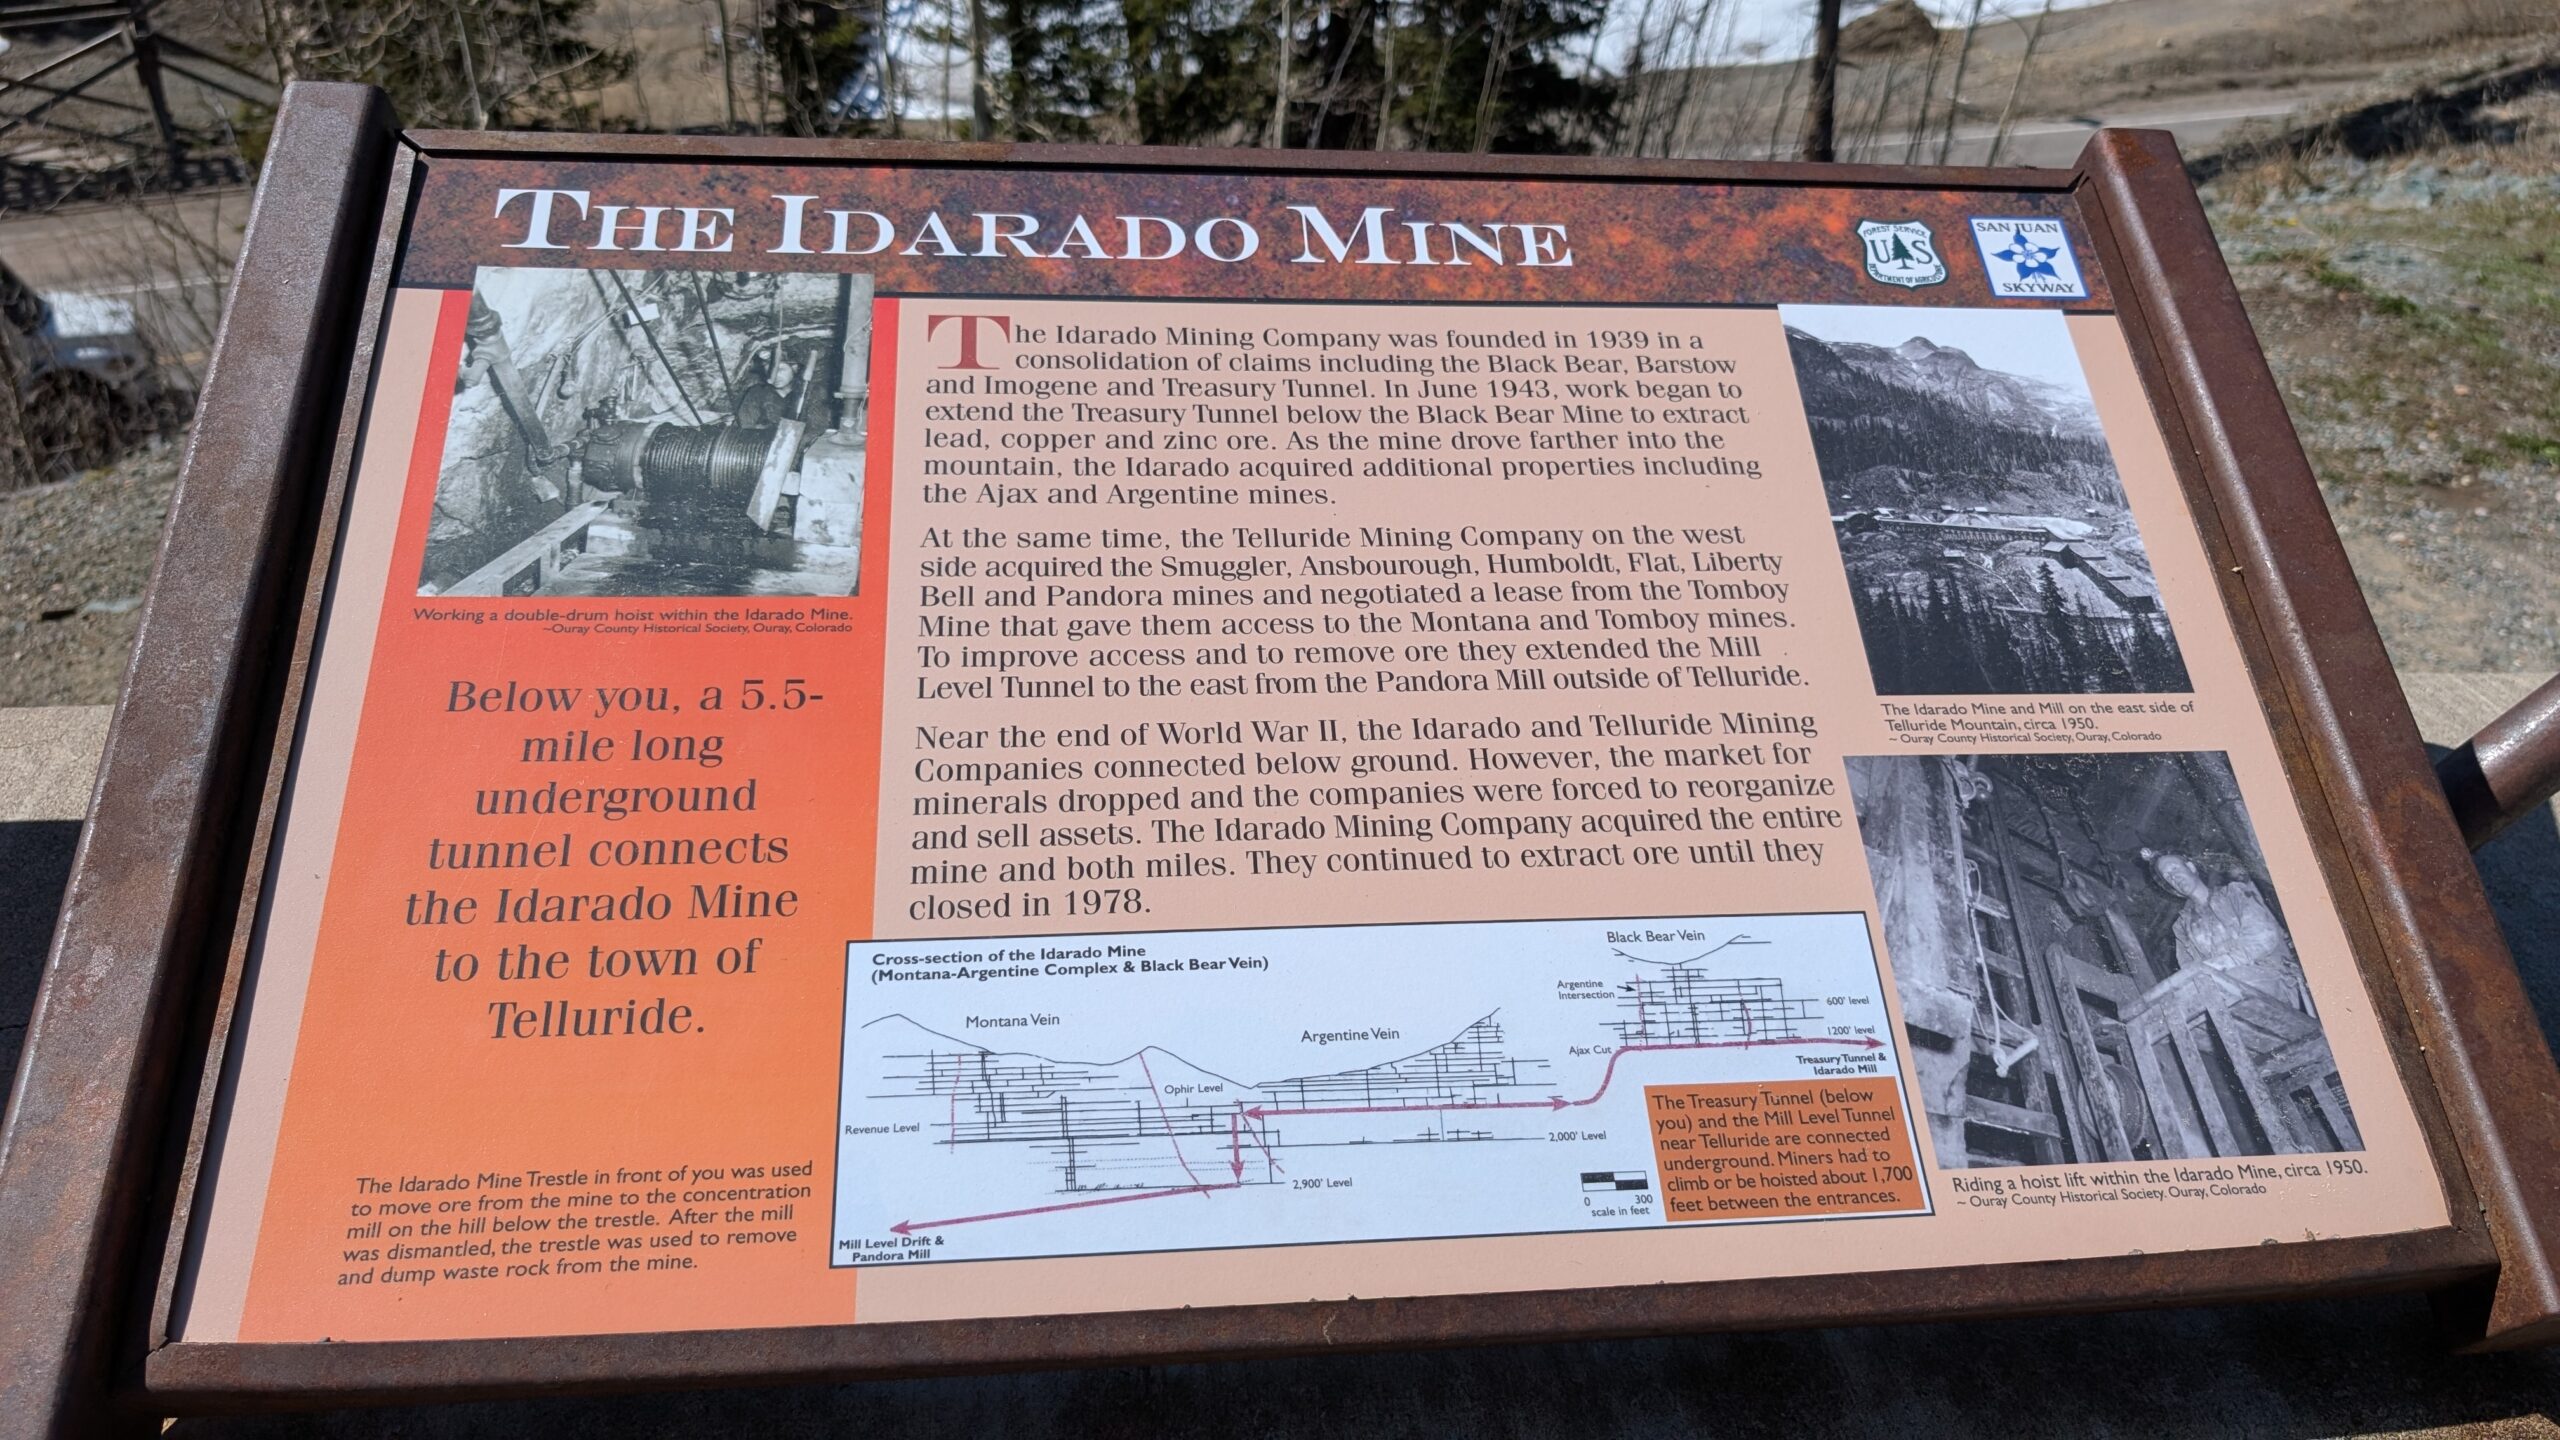 THE IDARADO MINE
FOREST SERVICE
US
DEPARTMENT OF AGRICULTURE
SAN JUAN
SKYWAY
Working a double-drum hoist within the Idarado Mine.
~Ouray County Historical Society, Ouray, Colorado
Below you, a 5.5-
mile long
underground
tunnel connects
the Idarado Mine
to the town of
Telluride.
The Idarado Mine Trestle in front of you was used
to move ore from the mine to the concentration
mill on the hill below the trestle. After the mill
was dismantled, the trestle was used to remove
and dump waste rock from the mine.
The Idarado Mining Company was founded in 1939 in a
consolidation of claims including the Black Bear, Barstow
and Imogene and Treasury Tunnel. In June 1943, work began to
extend the Treasury Tunnel below the Black Bear Mine to extract
lead, copper and zinc ore. As the mine drove farther into the
mountain, the Idarado acquired additional properties including
the Ajax and Argentine mines.
At the same time, the Telluride Mining Company on the west
side acquired the Smuggler, Ansbourough, Humboldt, Flat, Liberty
Bell and Pandora mines and negotiated a lease from the Tomboy
Mine that gave them access to the Montana and Tomboy mines.
To improve access and to remove ore they extended the Mill
Level Tunnel to the east from the Pandora Mill outside of Telluride.
Near the end of World War II, the Idarado and Telluride Mining
Companies connected below ground. However, the market for
minerals dropped and the companies were forced to reorganize
and sell assets. The Idarado Mining Company acquired the entire
mine and both miles. They continued to extract ore until they
closed in 1978.
Cross-section of the Idarado Mine
(Montana-Argentine Complex & Black Bear Vein)
Montana Vein
Ophir Level
Revenue Level
Argentine Vein
2,000' Level
2,900' Level
Mill Level Drift &
Pandora Mill
Black Bear Vein
Argentine
Intersection
600' level
1200' level
Ajax Cut
Treasury Tunnel &
Idarado Mill
0 300
scale in feet
The Treasury Tunnel (below
you) and the Mill Level Tunnel
near Telluride are connected
underground. Miners had to
climb or be hoisted about 1,700
feet between the entrances.
The Idarado Mine and Mill on the east side of
Telluride Mountain, circa 1950.
~ Ouray County Historical Society, Ouray, Colorado
Riding a hoist lift within the Idarado Mine, circa 1950.
~ Ouray County Historical Society. Ouray, Colorado